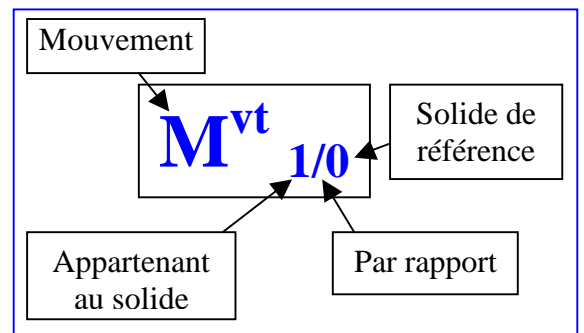 Mouvement
M^vt 1/0
Solide de
référence
Appartenant
au solide
Par rapport